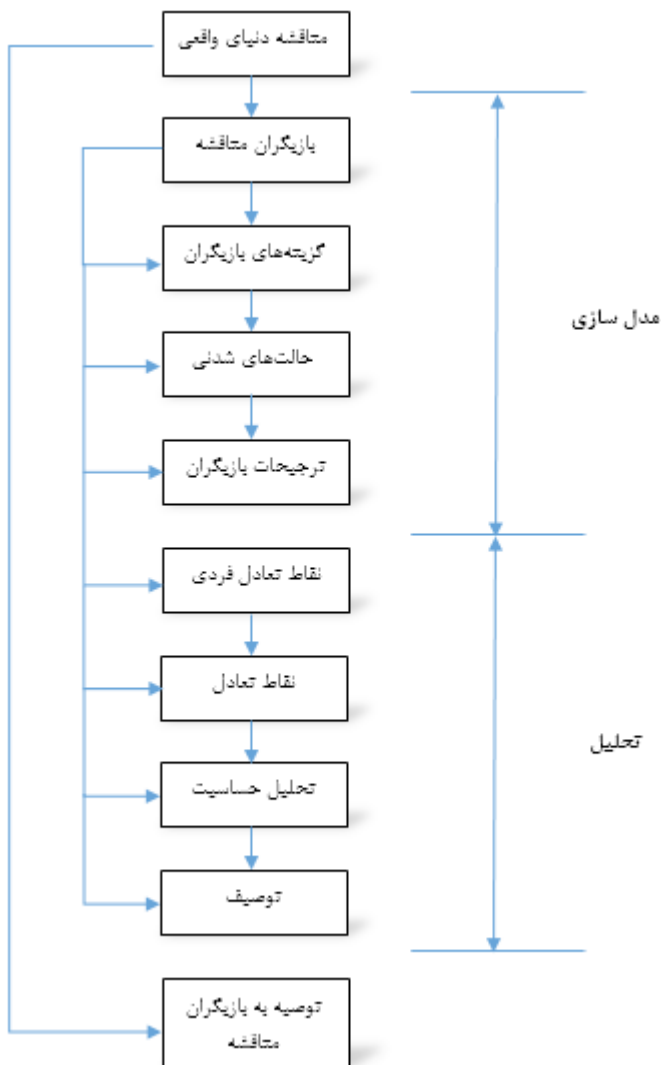 مناقشه دنیای واقعی
بازیگران مناقشه
گزینه‌های بازیگران
حالت‌های شدنی
ترجیحات بازیگران
مدل سازی
نقاط تعادل فردی
نقاط تعادل
تحلیل حساسیت
توصیف
تحلیل
توصیه به بازیگران
مناقشه